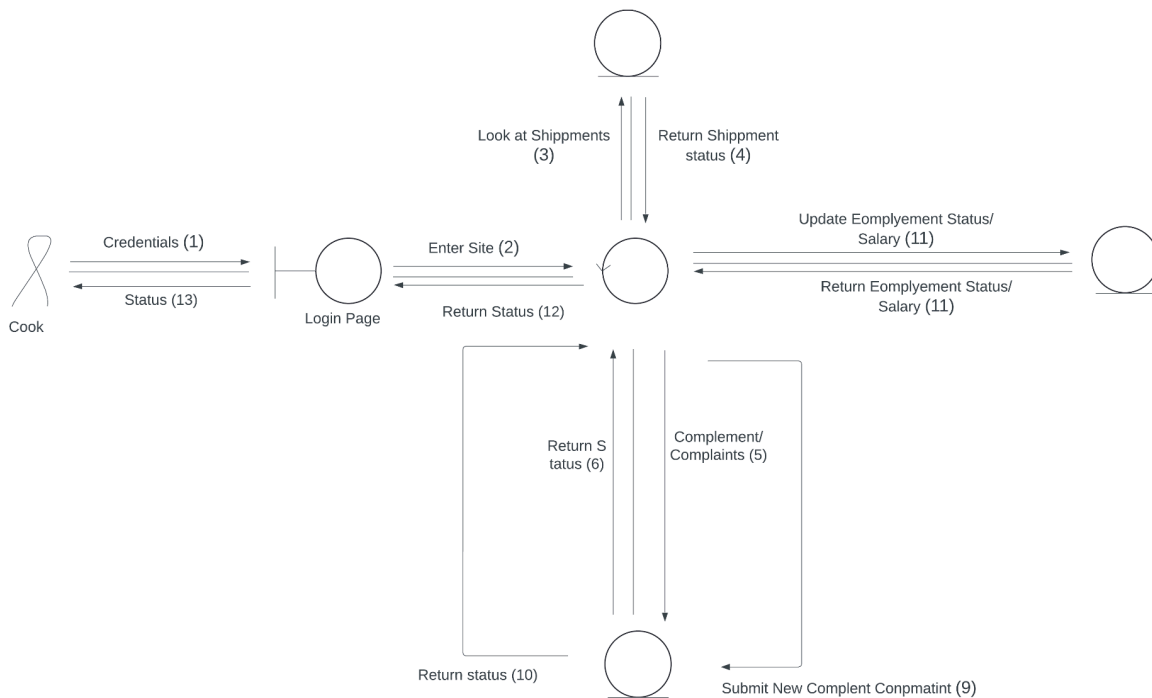 Look at Shippments
(3)
Return Shippment
status (4)
Credentials (1)
Status (13)
Cook
Login Page
Enter Site (2)
Return Status (12)
Update Eomplyement Status/
Salary (11)
Return Eomplyement Status/
Salary (11)
Return S
tatus (6)
Complement/
Complaints (5)
Return status (10)
Submit New Complent Conpmatint (9)